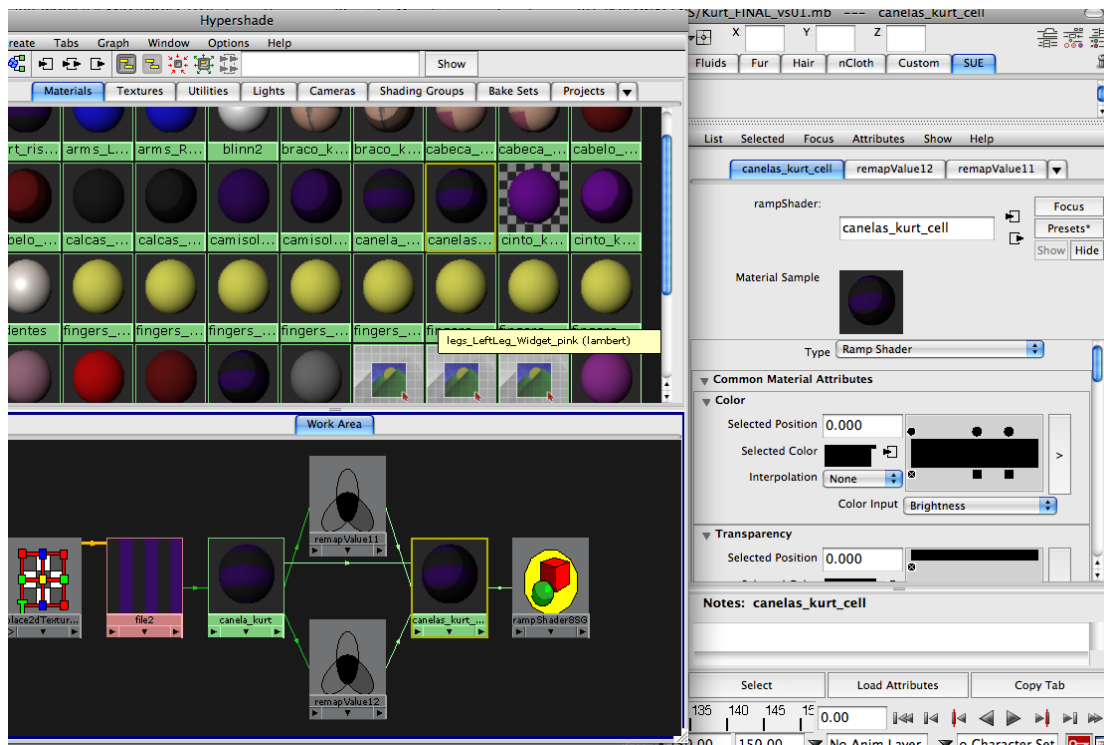 Hypershade
reate Tabs Graph Window Options Help
Show
Materials Textures Utilities Lights Cameras Shading Groups Bake Sets Projects
rt_ris... arms_L... arms_R... blinn2 braco_k... braco_k... cabeca_... cabeca_... cabelo_...
belo_... calcas_... calcas_... camisol... camisol... canela_... canelas... cinto_k... cinto_k...
dentes fingers_... fingers_... fingers_... fingers_... fingers_...
legs_LeftLeg_Widget_pink (lambert)
Work Area
remapValue11
place2dTextur... file2 canela_kurt canelas_kurt_... rampShader8SG
remapValue12
S/Kurt_FINAL_vs01.mb --- canelas_kurt_cell
X Y Z
Fluids Fur Hair nCloth Custom SUE
List Selected Focus Attributes Show Help
canelas_kurt_cell remapValue12 remapValue11
rampShader: canelas_kurt_cell
Focus
Presets*
Show Hide
Material Sample
Type Ramp Shader
Common Material Attributes
Color
Selected Position 0.000
Selected Color
>
Interpolation None
Color Input Brightness
Transparency
Selected Position 0.000
Notes: canelas_kurt_cell
Select Load Attributes Copy Tab
135 140 145 15 0.00
150.00 No Anim Layer o Character Set